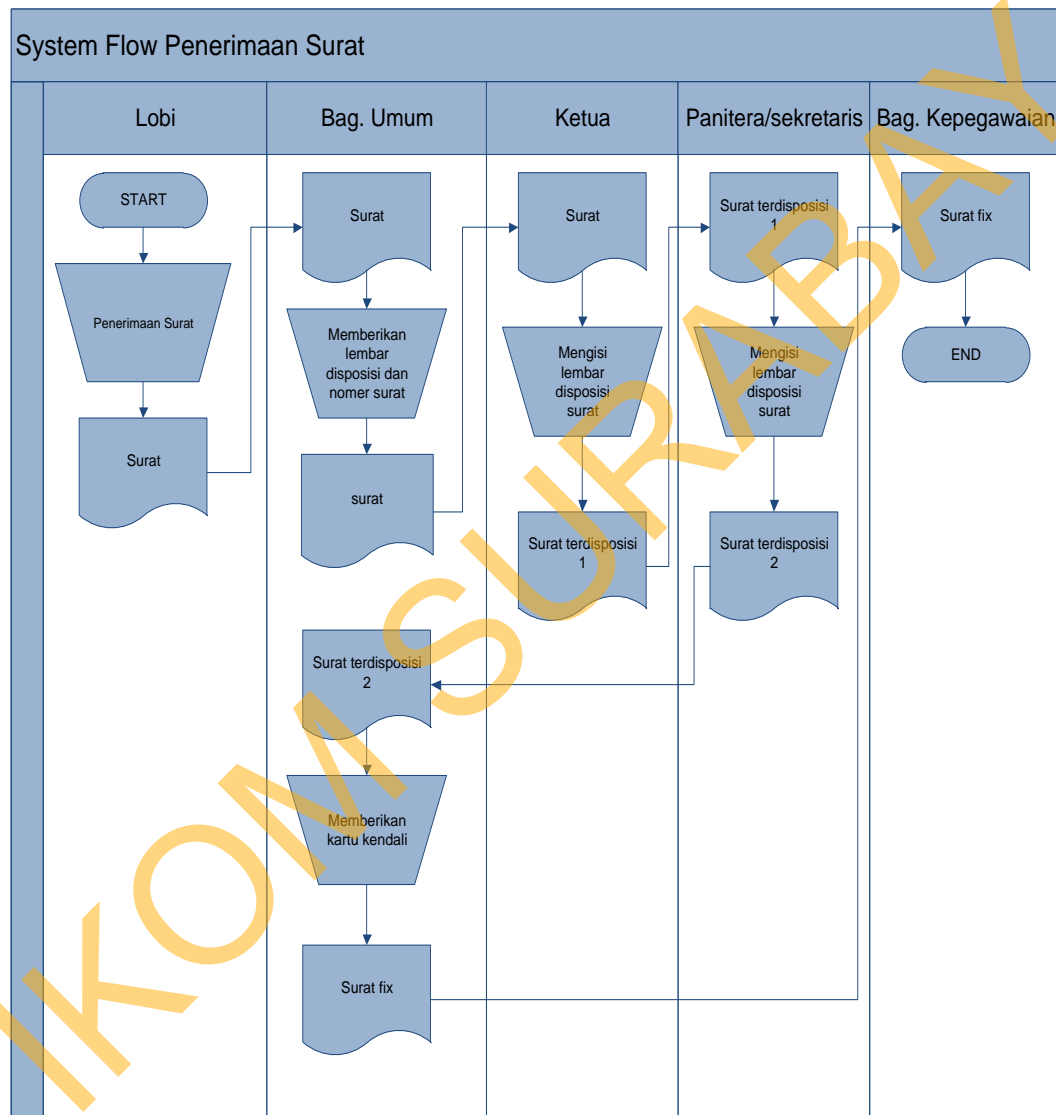 System Flow Penerimaan Surat
Lobi
Bag. Umum
Ketua
Panitera/sekretaris
Bag. Kepegawaian
START
Penerimaan Surat
Surat
Surat
Memberikan
lembar
disposisi dan
nomer surat
surat
Surat terdisposisi
2
Memberikan
kartu kendali
Surat fix
Surat
Mengisi
lembar
disposisi
surat
Surat terdisposisi
1
Surat terdisposisi
1
Mengisi
lembar
disposisi
surat
Surat terdisposisi
2
Surat fix
END
IKOM SURABAY